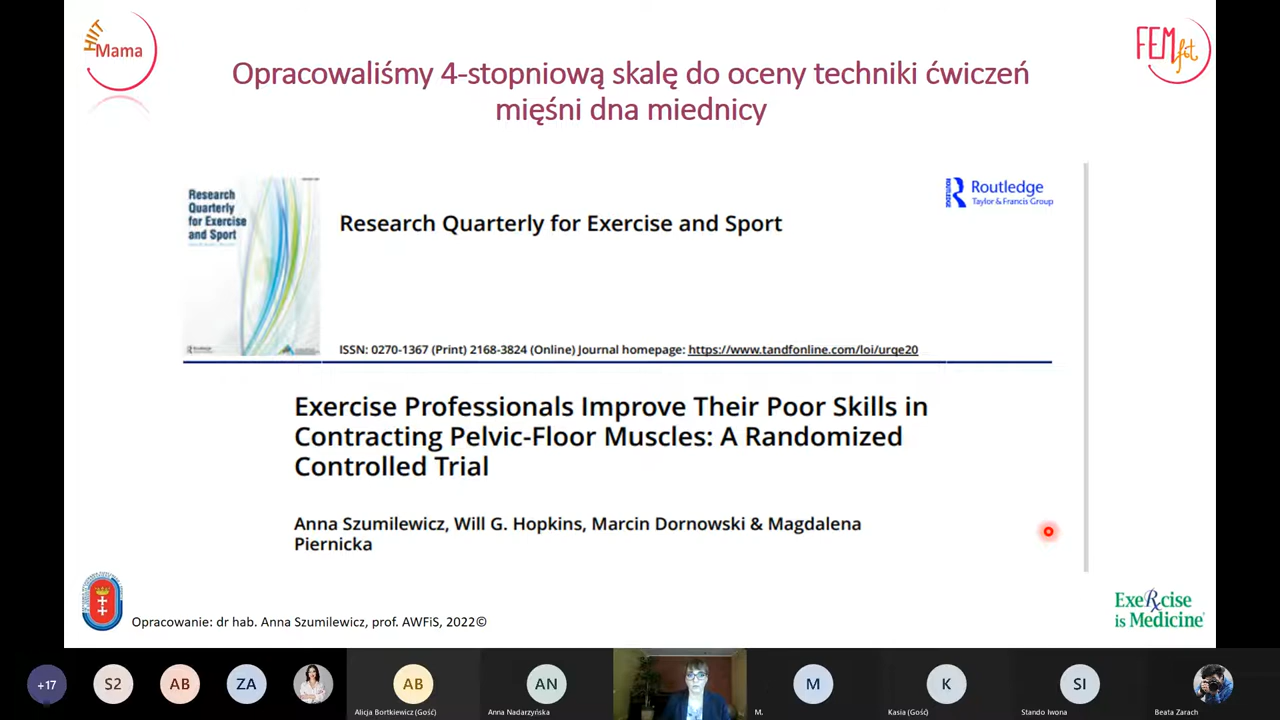 HIIT
Mama
FEM
fit
Opracowaliśmy 4-stopniową skalę do oceny techniki ćwiczeń
mięśni dna miednicy
Research
Quarterly
for Exercise
and Sport
Routledge
Taylor & Francis Group
Research Quarterly for Exercise and Sport
Routledge
ISSN: 0270-1367 (Print) 2168-3824 (Online) Journal homepage: https://www.tandfonline.com/loi/urqe20
Exercise Professionals Improve Their Poor Skills in
Contracting Pelvic-Floor Muscles: A Randomized
Controlled Trial
Anna Szumilewicz, Will G. Hopkins, Marcin Dornowski & Magdalena
Piernicka
Opracowanie: dr hab. Anna Szumilewicz, prof. AWFiS, 2022©
ExeRcise
is Medicine
+17
S2
AB
ZA
AB
Alicja Bortkiewicz (Gość)
AN
Anna Nadarzyńska
M
M.
K
Kasia (Gość)
SI
Stando Iwona
Beata Zarach